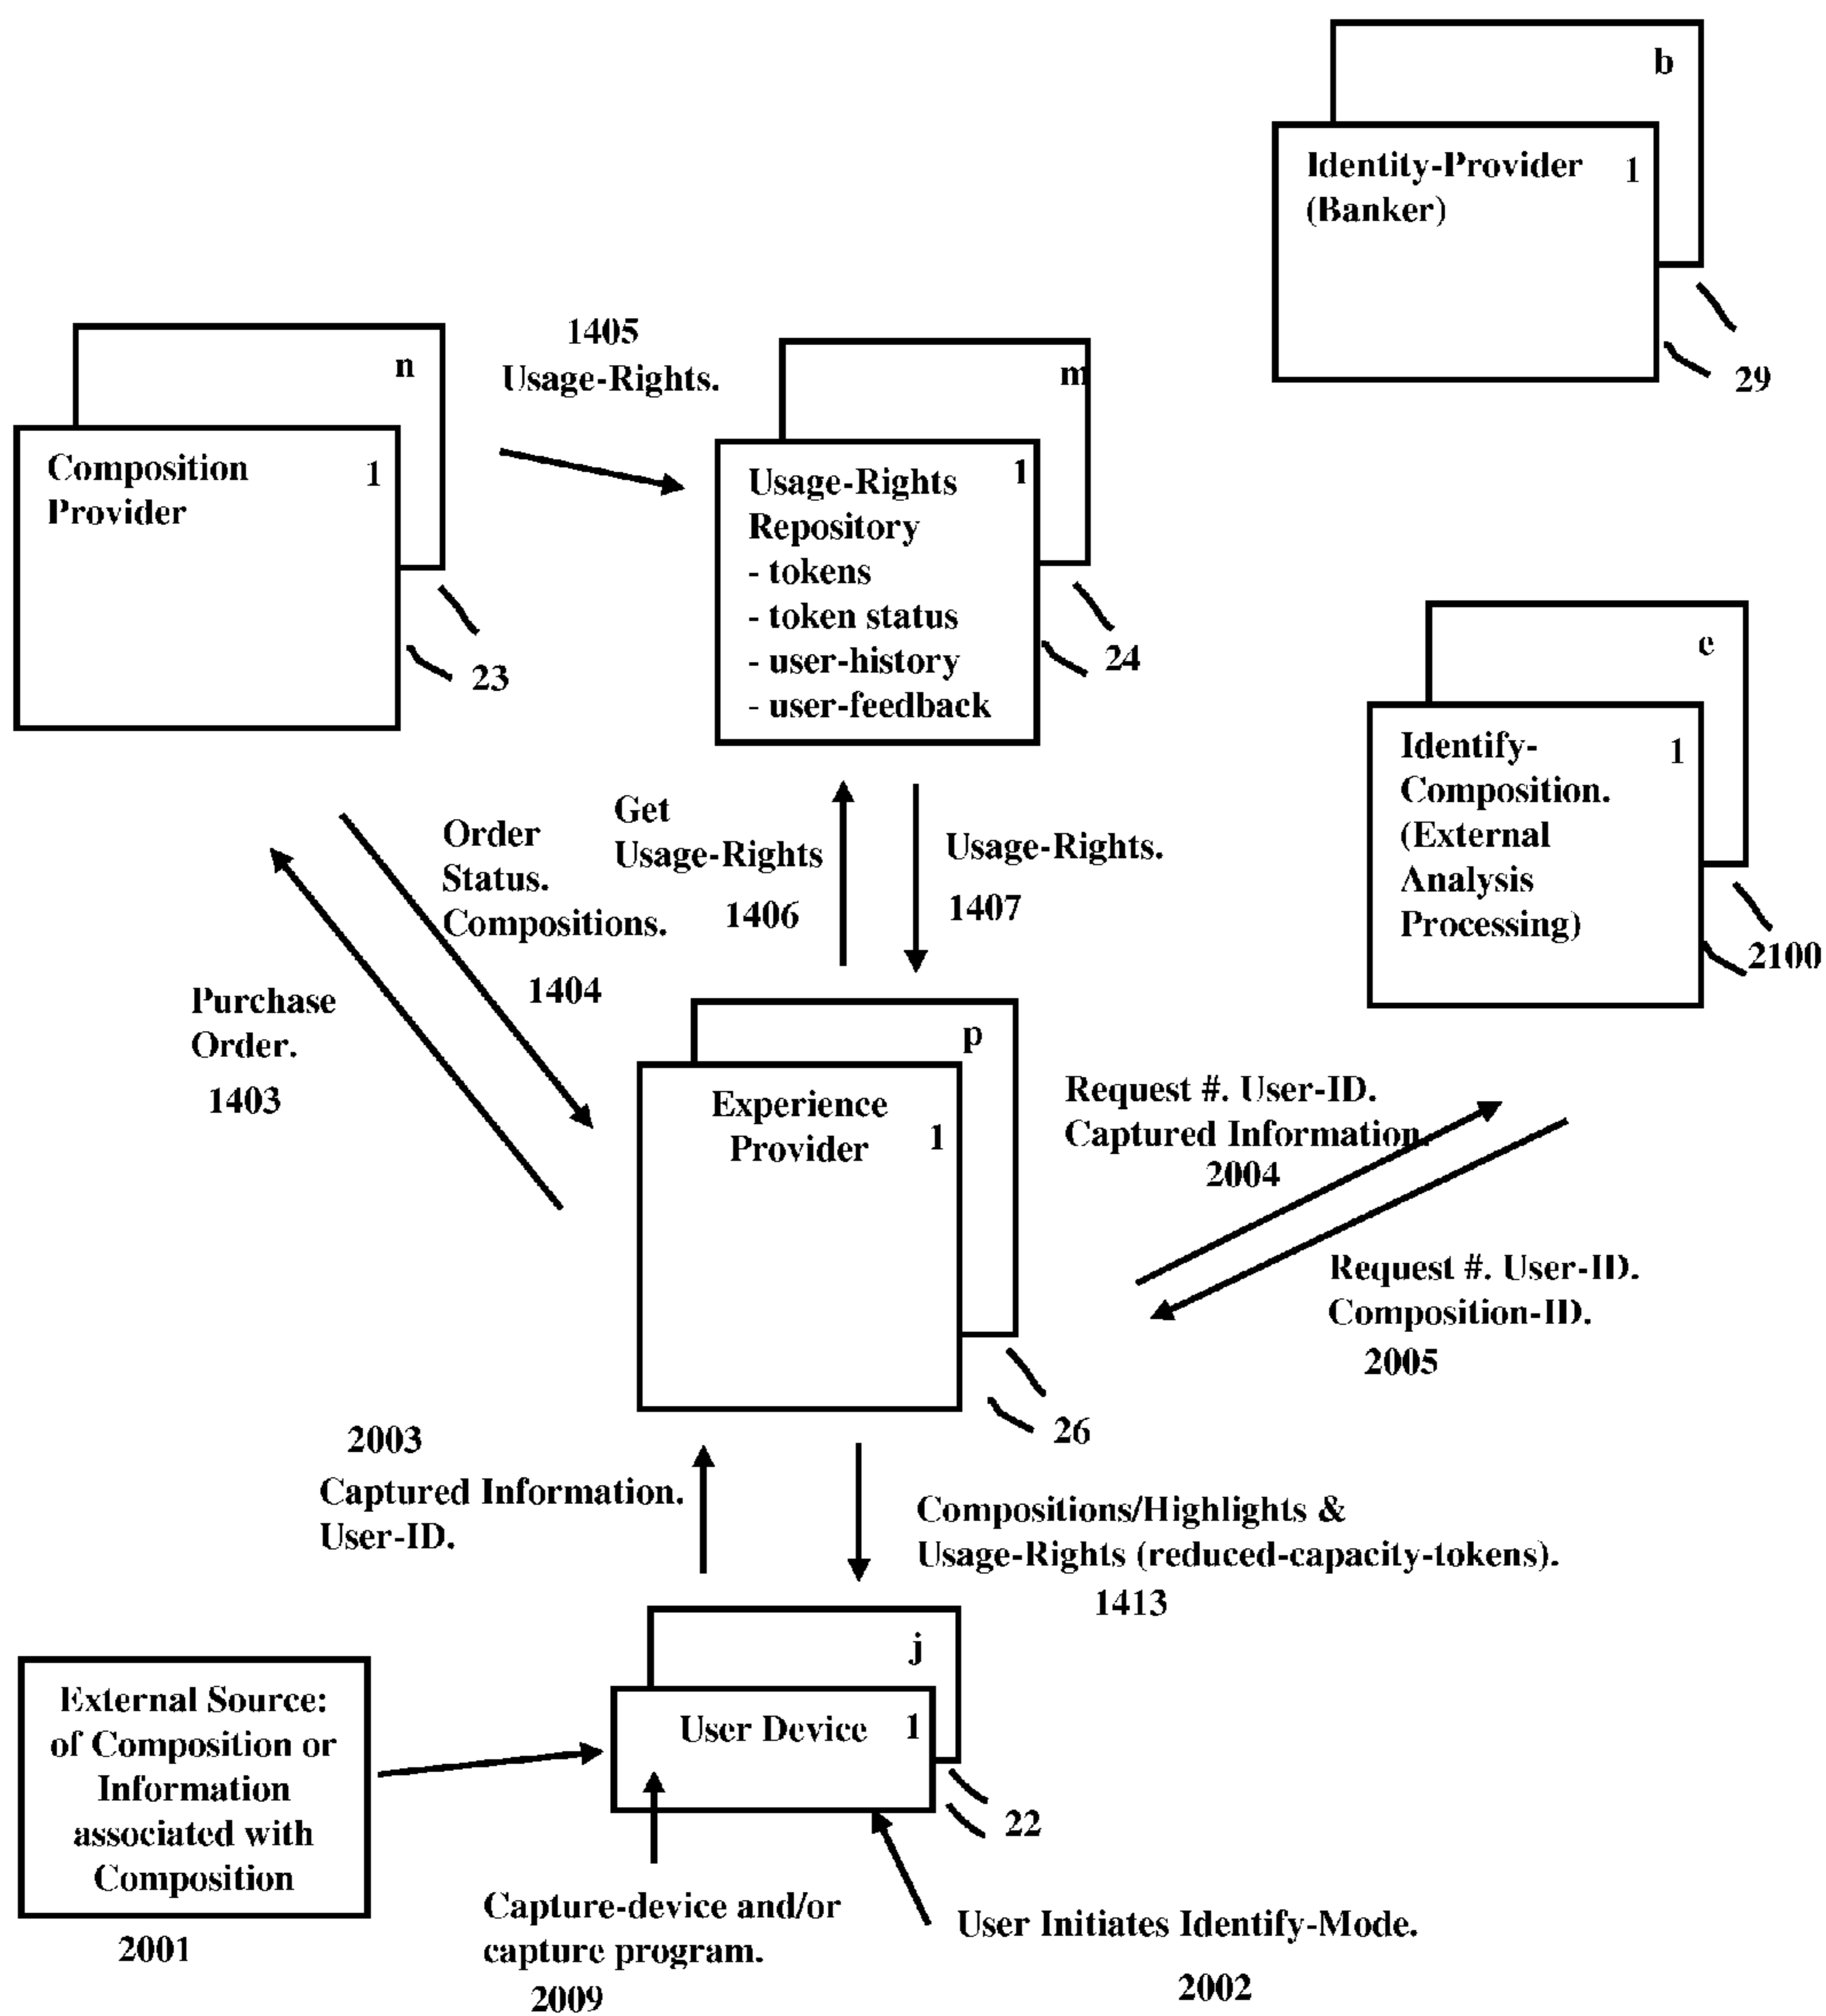 b
Identity-Provider 1
(Banker)
29
1405
Usage-Rights.
n
Composition 1
Provider
23
m
Usage-Rights 1
Repository
- tokens
- token status
- user-history
- user-feedback
24
e
Identify- 1
Composition.
(External
Analysis
Processing)
2100
Order
Status.
Compositions.
1404
Get
Usage-Rights
1406
Usage-Rights.
1407
Purchase
Order.
1403
p
Experience
Provider 1
26
Request #. User-ID.
Captured Information.
2004
Request #. User-ID.
Composition-ID.
2005
2003
Captured Information.
User-ID.
Compositions/Highlights &
Usage-Rights (reduced-capacity-tokens).
1413
j
User Device 1
22
External Source:
of Composition or
Information
associated with
Composition
2001
Capture-device and/or
capture program.
2009
User Initiates Identify-Mode.
2002